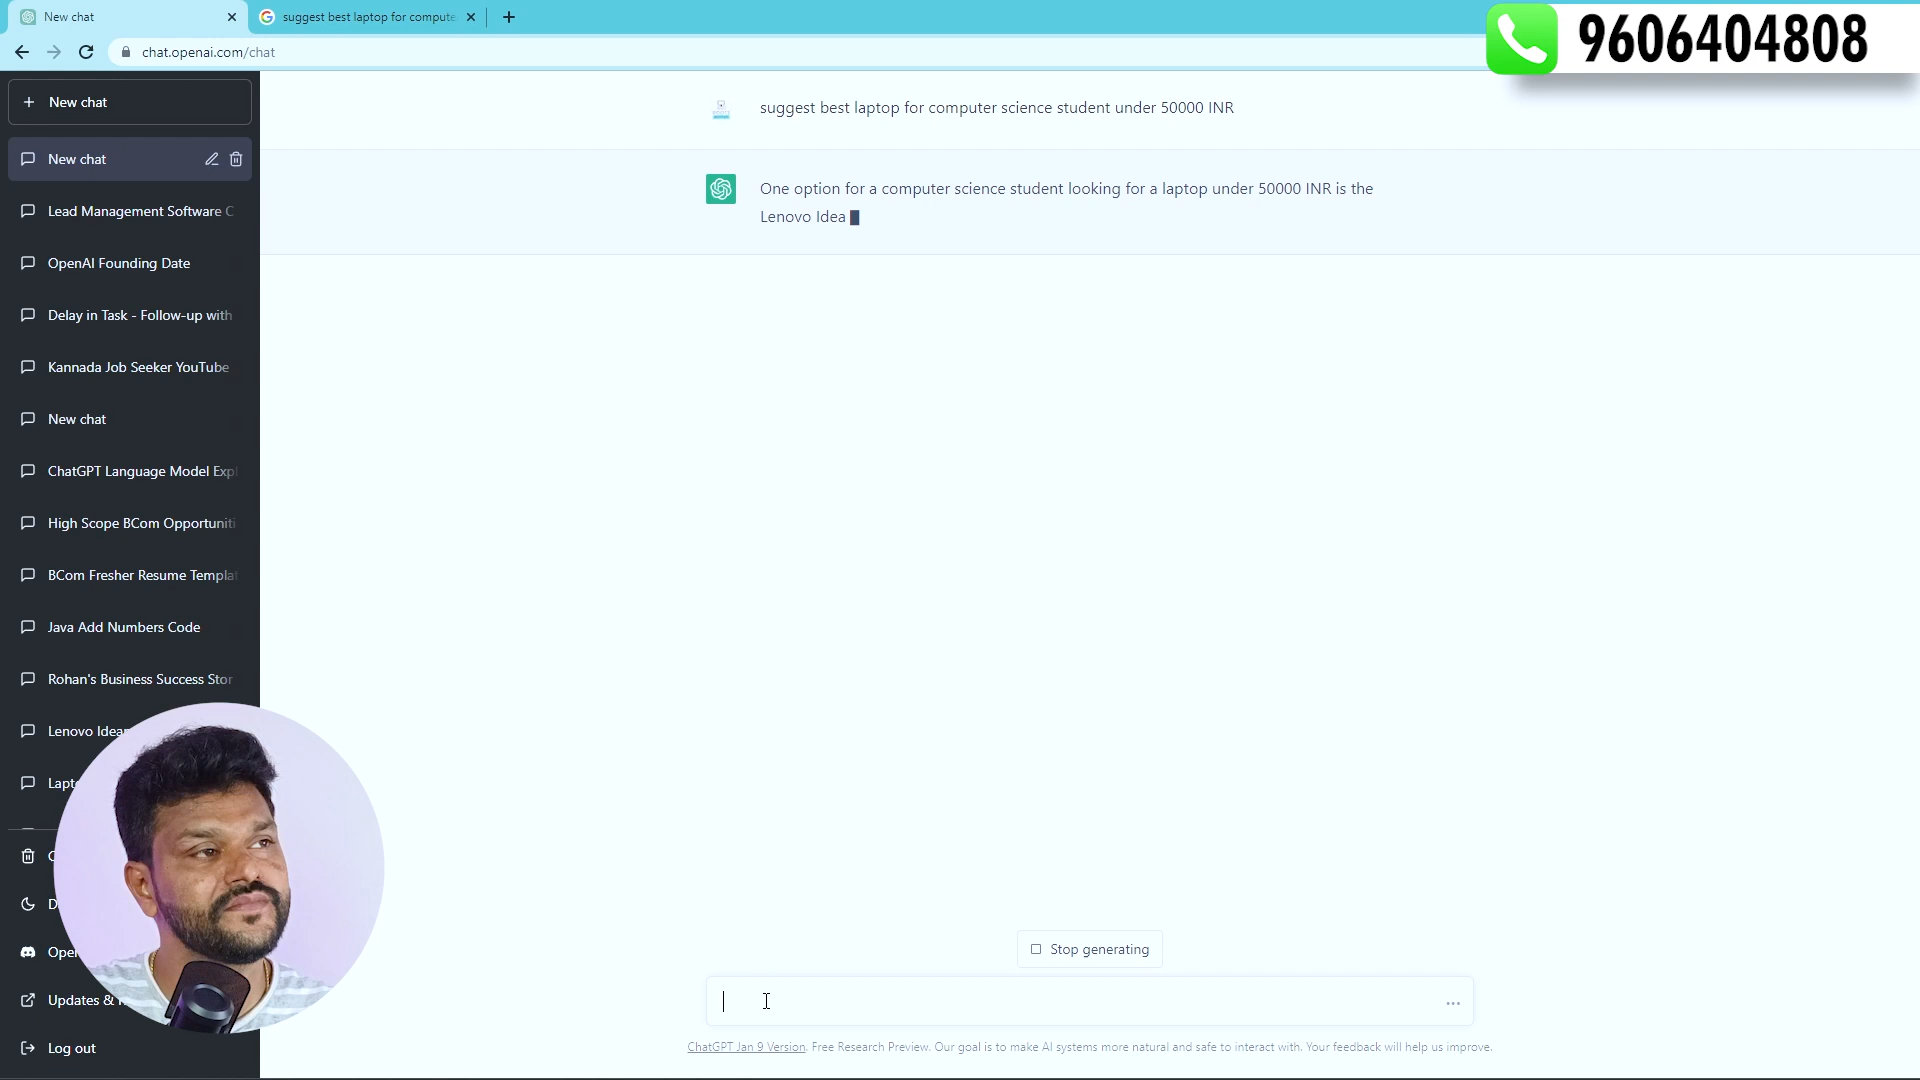 New chat
suggest best laptop for compute
9606404808
chat.openai.com/chat
New chat
New chat
Lead Management Software C
OpenAI Founding Date
Delay in Task - Follow-up with
Kannada Job Seeker YouTube
New chat
ChatGPT Language Model Exp
High Scope BCom Opportuniti
BCom Fresher Resume Templat
Java Add Numbers Code
Rohan's Business Success Stor
Lenovo Idea
Lapt
C
D
Open
Updates &
Log out
suggest best laptop for computer science student under 50000 INR
One option for a computer science student looking for a laptop under 50000 INR is the
Lenovo Idea
Stop generating
ChatGPT Jan 9 Version. Free Research Preview. Our goal is to make AI systems more natural and safe to interact with. Your feedback will help us improve.